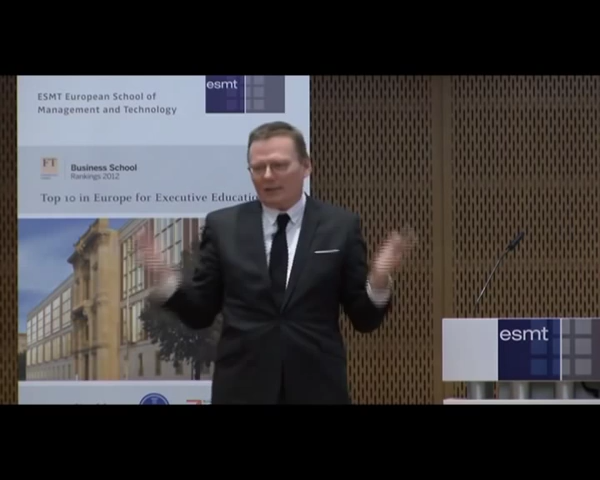 ESMT European School of
Management and Technology
esmt
FT
Business School
Rankings 2012
Top 10 in Europe for Executive Educatio
esmt